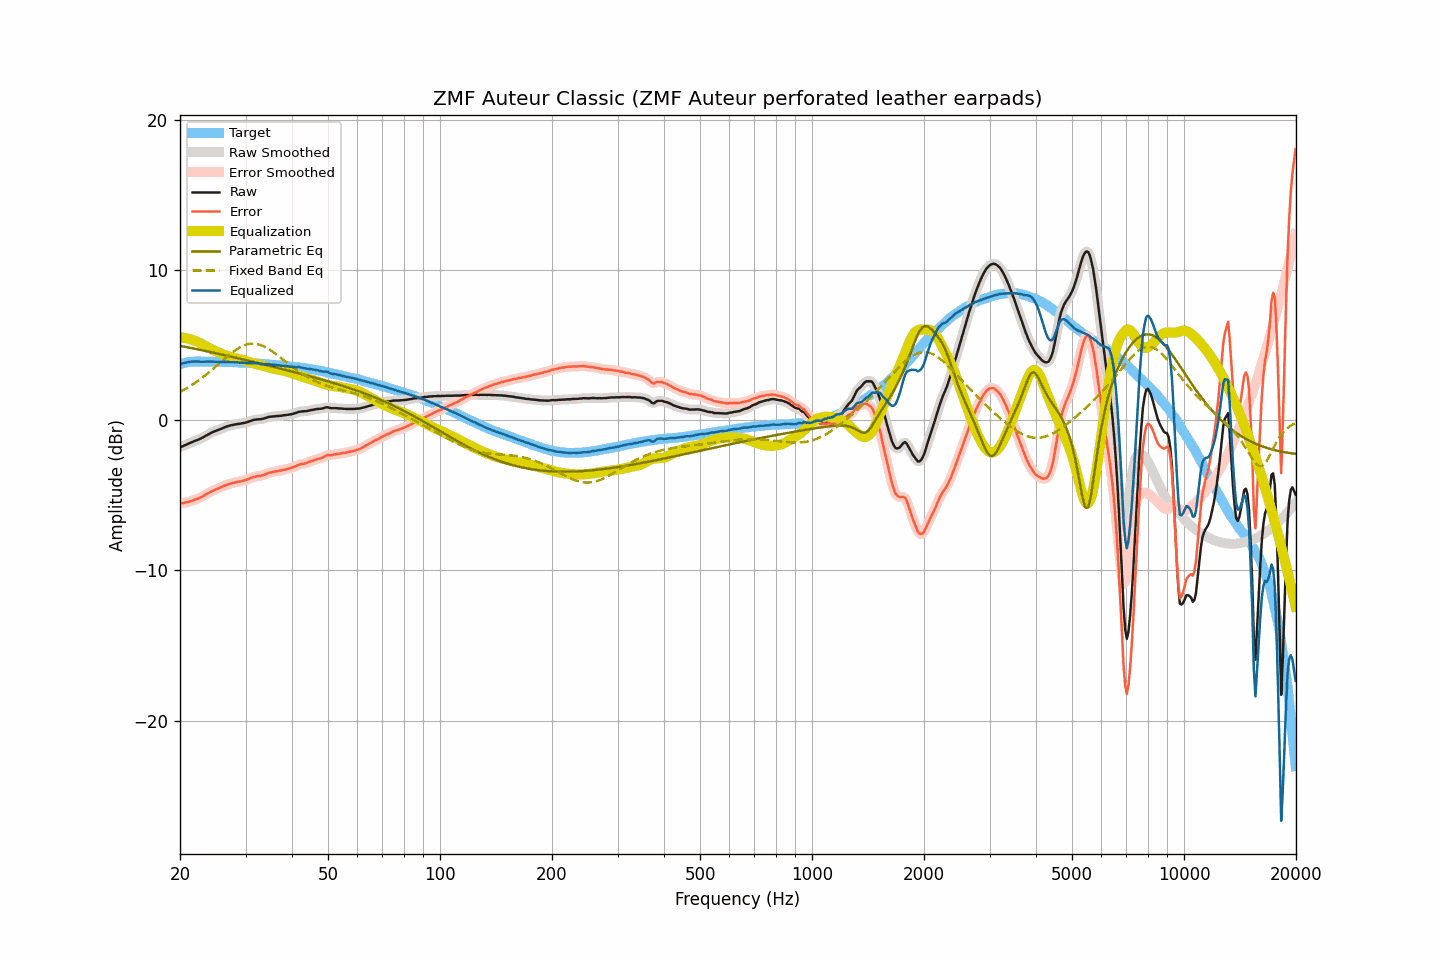 ZMF Auteur Classic (ZMF Auteur perforated leather earpads)
20
10
0
−10
−20
Amplitude (dBr)
Target
Raw Smoothed
Error Smoothed
Raw
Error
Equalization
Parametric Eq
Fixed Band Eq
Equalized
20 50 100 200 500 1000 2000 5000 10000 20000
Frequency (Hz)